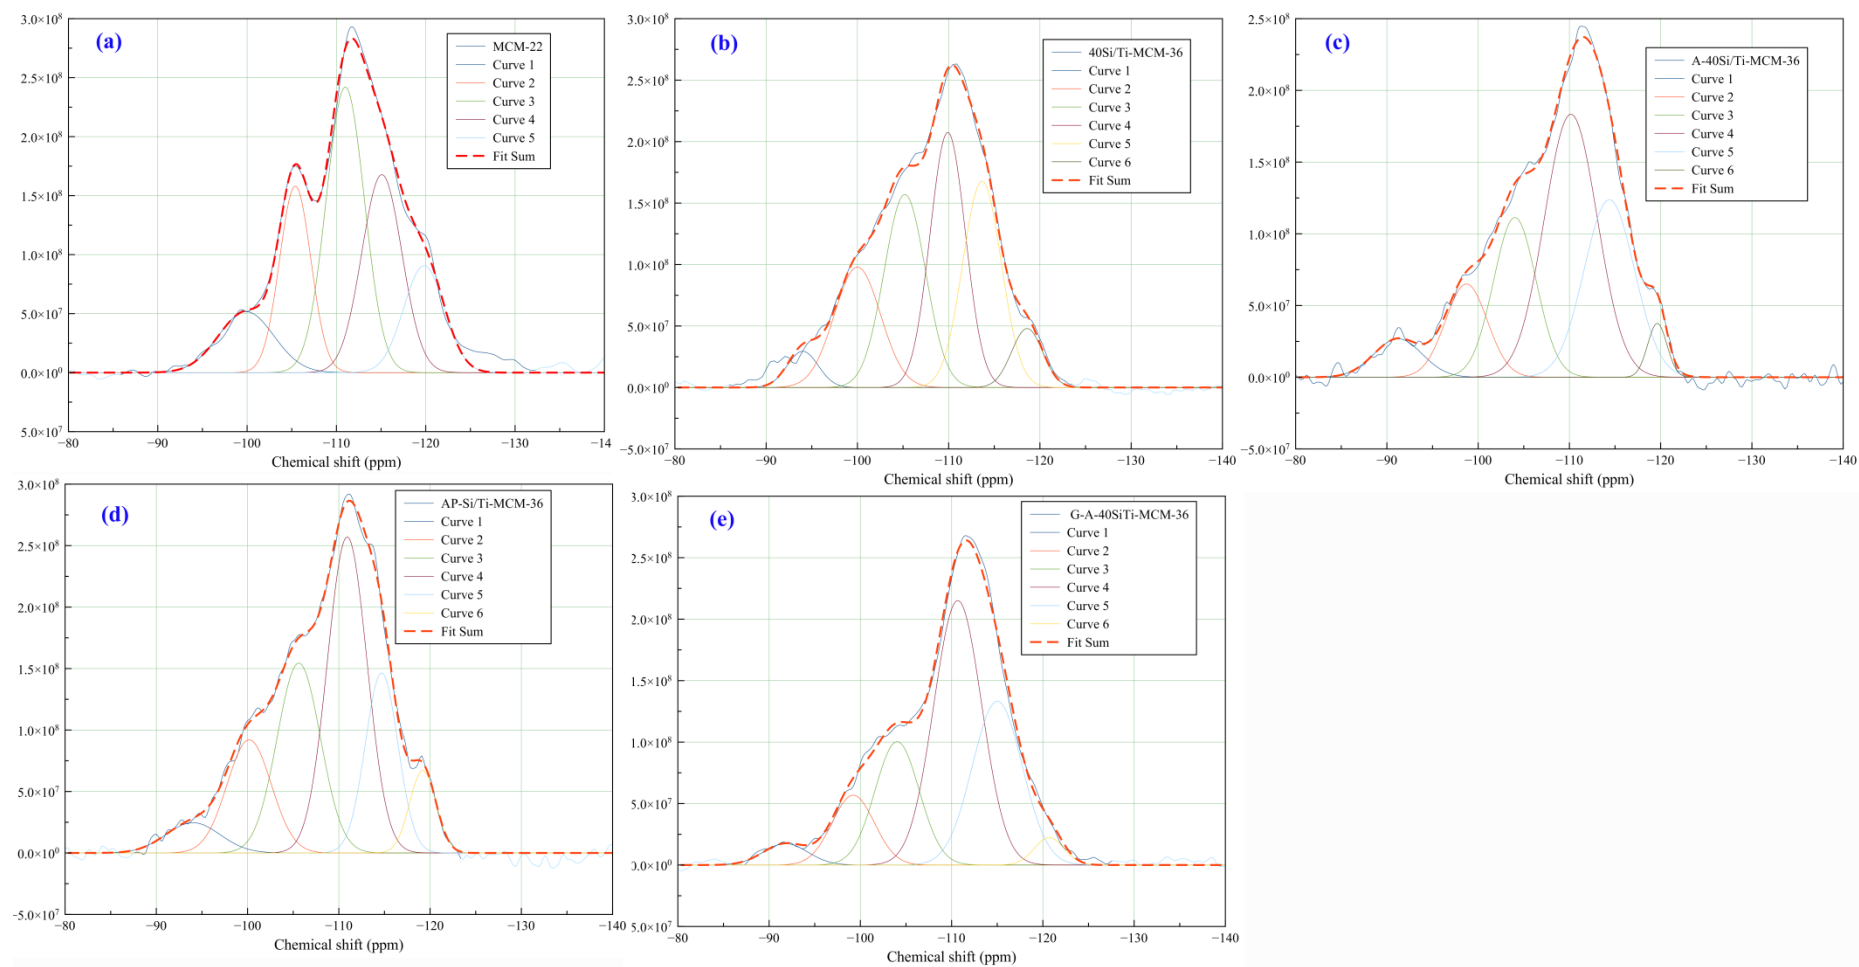 (a)
3.0×10⁸
2.5×10⁸
2.0×10⁸
1.5×10⁸
1.0×10⁸
5.0×10⁷
0.0×10⁰
5.0×10⁷
−80 −90 −100 −110 −120 −130 −14
Chemical shift (ppm)
MCM-22
Curve 1
Curve 2
Curve 3
Curve 4
Curve 5
Fit Sum
(b)
3.0×10⁸
2.5×10⁸
2.0×10⁸
1.5×10⁸
1.0×10⁸
5.0×10⁷
0.0×10⁰
−5.0×10⁷
−80 −90 −100 −110 −120 −130 −140
Chemical shift (ppm)
40Si/Ti-MCM-36
Curve 1
Curve 2
Curve 3
Curve 4
Curve 5
Curve 6
Fit Sum
(c)
2.5×10⁸
2.0×10⁸
1.5×10⁸
1.0×10⁸
5.0×10⁷
0.0×10⁰
−5.0×10⁷
−80 −90 −100 −110 −120 −130 −140
Chemical shift (ppm)
A-40Si/Ti-MCM-36
Curve 1
Curve 2
Curve 3
Curve 4
Curve 5
Curve 6
Fit Sum
(d)
3.0×10⁸
2.5×10⁸
2.0×10⁸
1.5×10⁸
1.0×10⁸
5.0×10⁷
0.0×10⁰
−5.0×10⁷
−80 −90 −100 −110 −120 −130 −140
Chemical shift (ppm)
AP-Si/Ti-MCM-36
Curve 1
Curve 2
Curve 3
Curve 4
Curve 5
Curve 6
Fit Sum
(e)
3.0×10⁸
2.5×10⁸
2.0×10⁸
1.5×10⁸
1.0×10⁸
5.0×10⁷
3.0×10⁰
5.0×10⁷
−80 −90 −100 −110 −120 −130 −140
Chemical shift (ppm)
G-A-40SiTi-MCM-36
Curve 1
Curve 2
Curve 3
Curve 4
Curve 5
Curve 6
Fit Sum